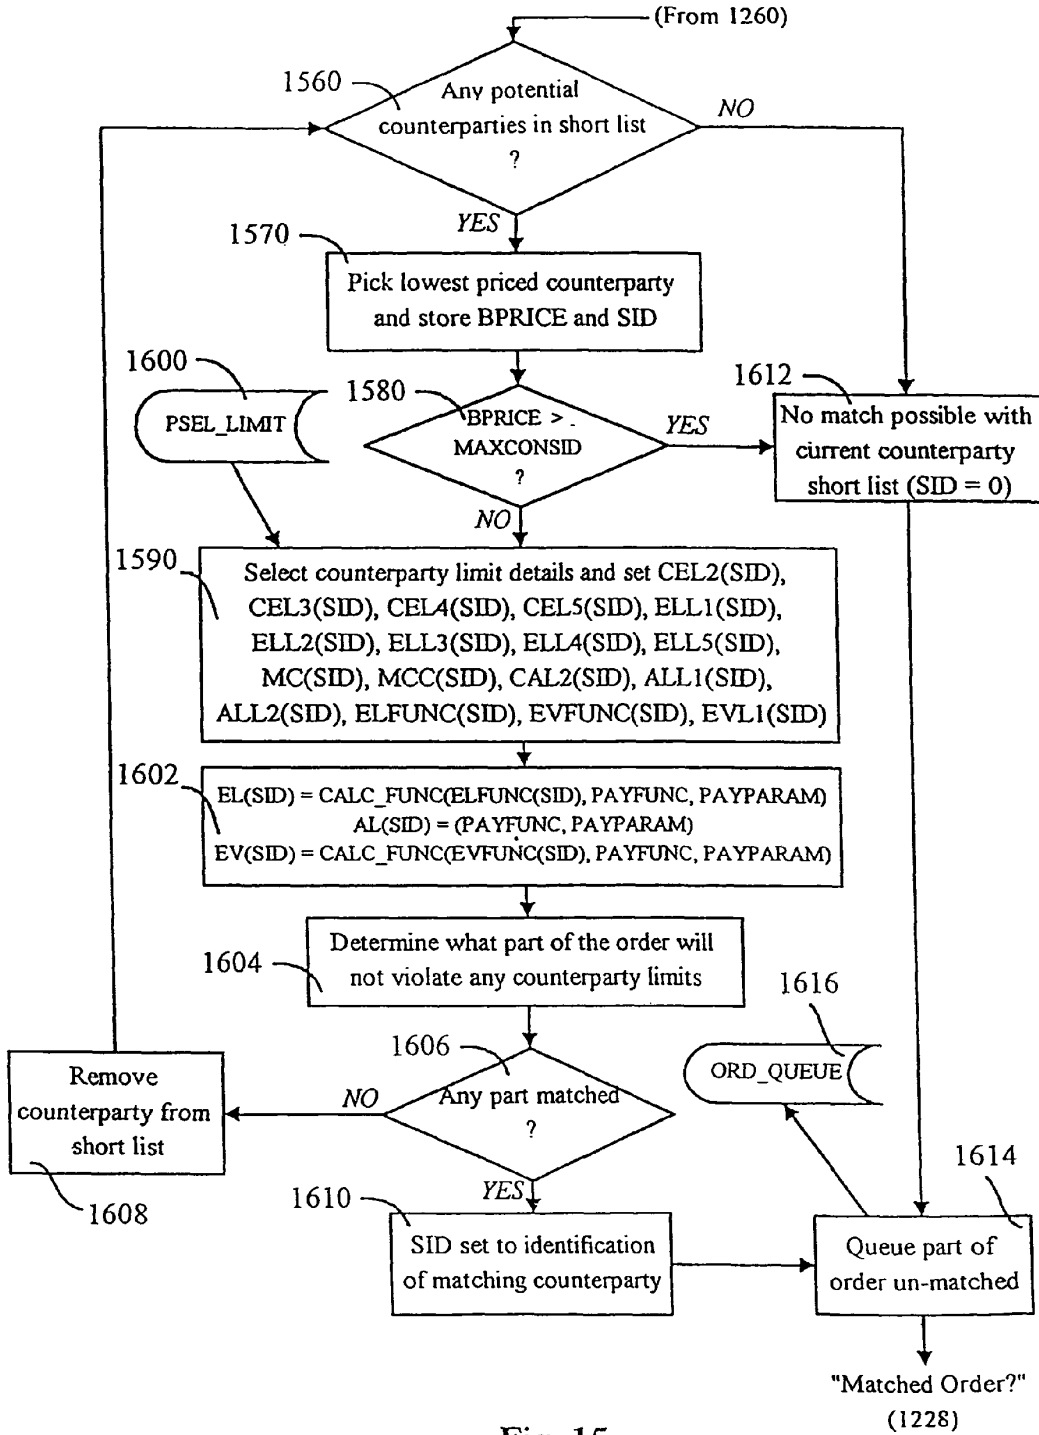 (From 1260)
1560
Any potential
counterparties in short list
?
NO
YES
1570
Pick lowest priced counterparty
and store BPRICE and SID
1600
PSEL_LIMIT
1580
BPRICE >
MAXCONSID
?
YES
NO
1612
No match possible with
current counterparty
short list (SID = 0)
1590
Select counterparty limit details and set CEL2(SID),
CEL3(SID), CEL4(SID), CEL5(SID), ELL1(SID),
ELL2(SID), ELL3(SID), ELL4(SID), ELL5(SID),
MC(SID), MCC(SID), CAL2(SID), ALL1(SID),
ALL2(SID), ELFUNC(SID), EVFUNC(SID), EVL1(SID)
1602
EL(SID) = CALC_FUNC(ELFUNC(SID), PAYFUNC, PAYPARAM)
AL(SID) = (PAYFUNC, PAYPARAM)
EV(SID) = CALC_FUNC(EVFUNC(SID), PAYFUNC, PAYPARAM)
1604
Determine what part of the order will
not violate any counterparty limits
1606
Any part matched
?
NO
YES
Remove
counterparty from
short list
1608
1610
SID set to identification
of matching counterparty
1616
ORD_QUEUE
1614
Queue part of
order un-matched
"Matched Order?"
(1228)
Fig. 15